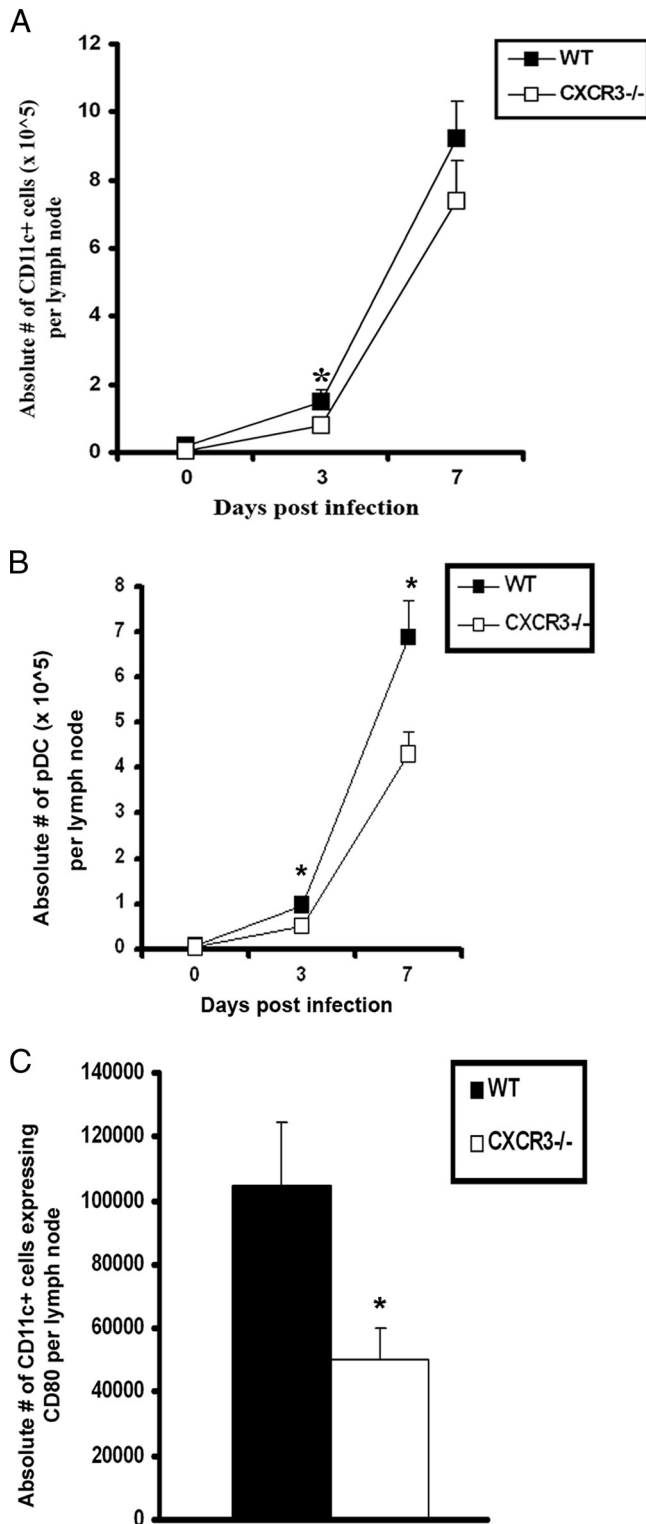 A
12
10
8
6
4
2
0
Absolute # of CD11c+ cells (x 10^5)
per lymph node
*
0 3 7
Days post infection
WT
CXCR3-/-
B
8
7
6
5
4
3
2
1
0
Absolute # of pDC (x 10^5)
per lymph node
*
*
0 3 7
Days post infection
WT
CXCR3-/-
C
140000
120000
100000
80000
60000
40000
20000
0
Absolute # of CD11c+ cells expressing
CD80 per lymph node
*
WT
CXCR3-/-